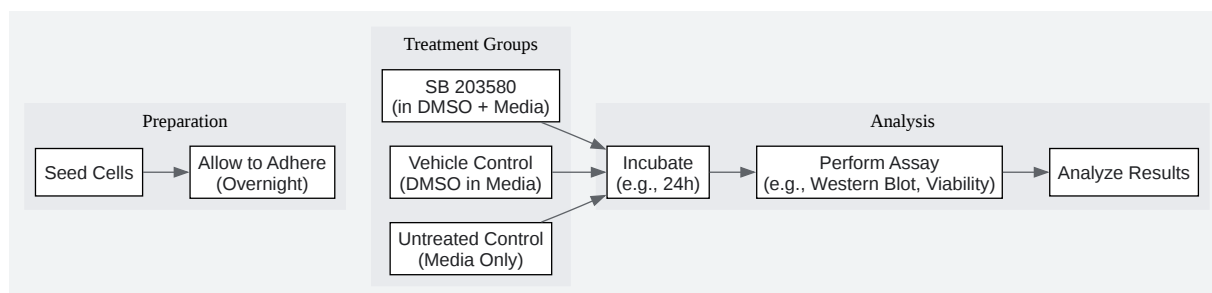 Preparation
Seed Cells
Allow to Adhere
(Overnight)
Treatment Groups
SB 203580
(in DMSO + Media)
Vehicle Control
(DMSO in Media)
Untreated Control
(Media Only)
Analysis
Incubate
(e.g., 24h)
Perform Assay
(e.g., Western Blot, Viability)
Analyze Results